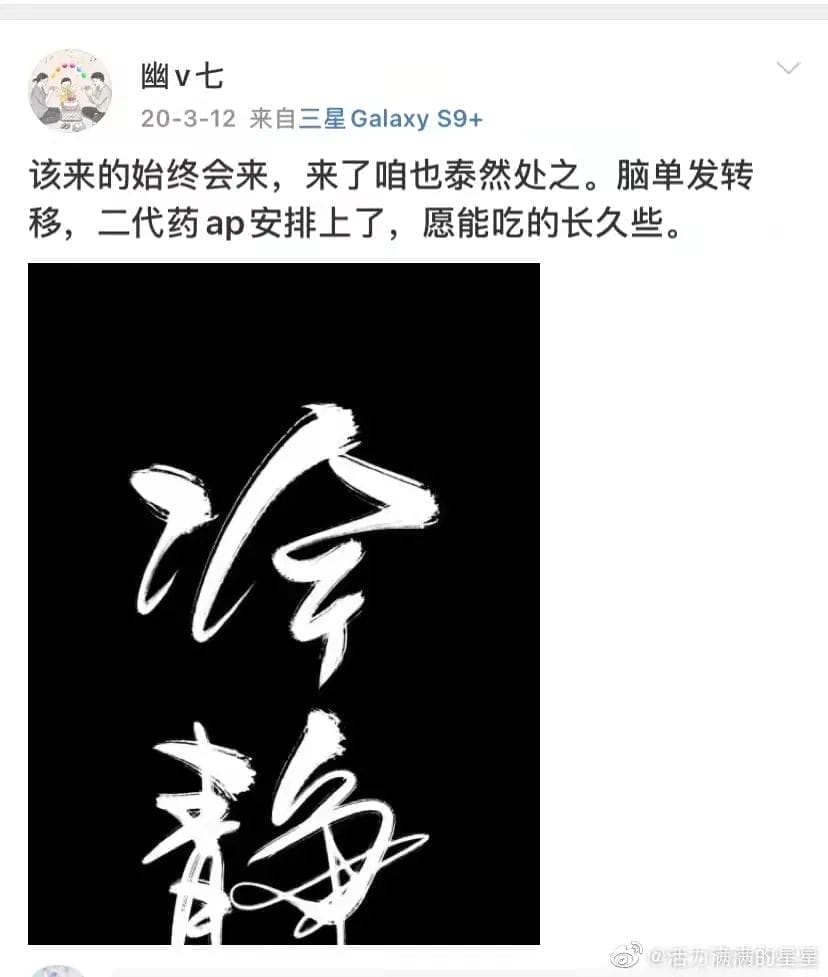 幽v七
20-3-12 来自三星Galaxy S9+
该来的始终会来，来了咱也泰然处之。脑单发转
移，二代药ap安排上了，愿能吃的长久些。
冷
静
@活力满满的星星